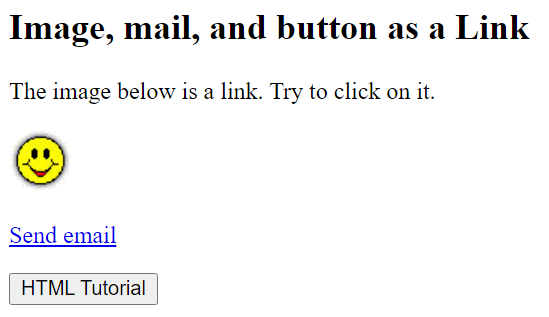 Image, mail, and button as a Link
The image below is a link. Try to click on it.
Send email
HTML Tutorial